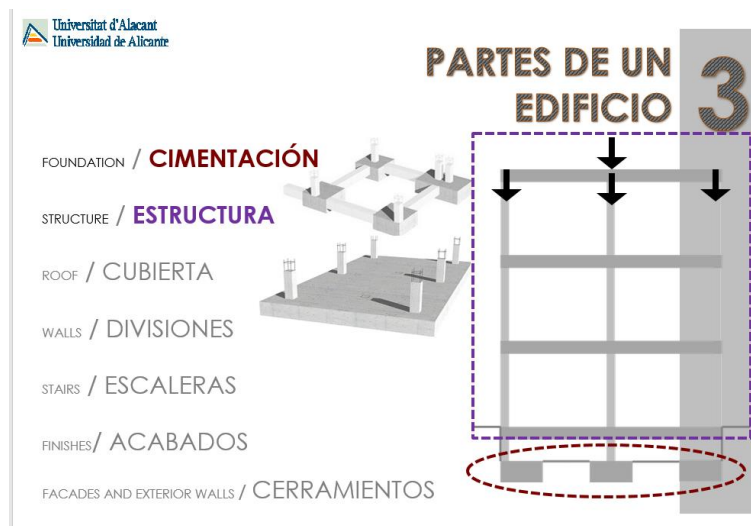 Universitat d'Alacant
Universidad de Alicante
PARTES DE UN
EDIFICIO
3
FOUNDATION / CIMENTACIÓN
STRUCTURE / ESTRUCTURA
ROOF / CUBIERTA
WALLS / DIVISIONES
STAIRS / ESCALERAS
FINISHES/ ACABADOS
FACADES AND EXTERIOR WALLS / CERRAMIENTOS